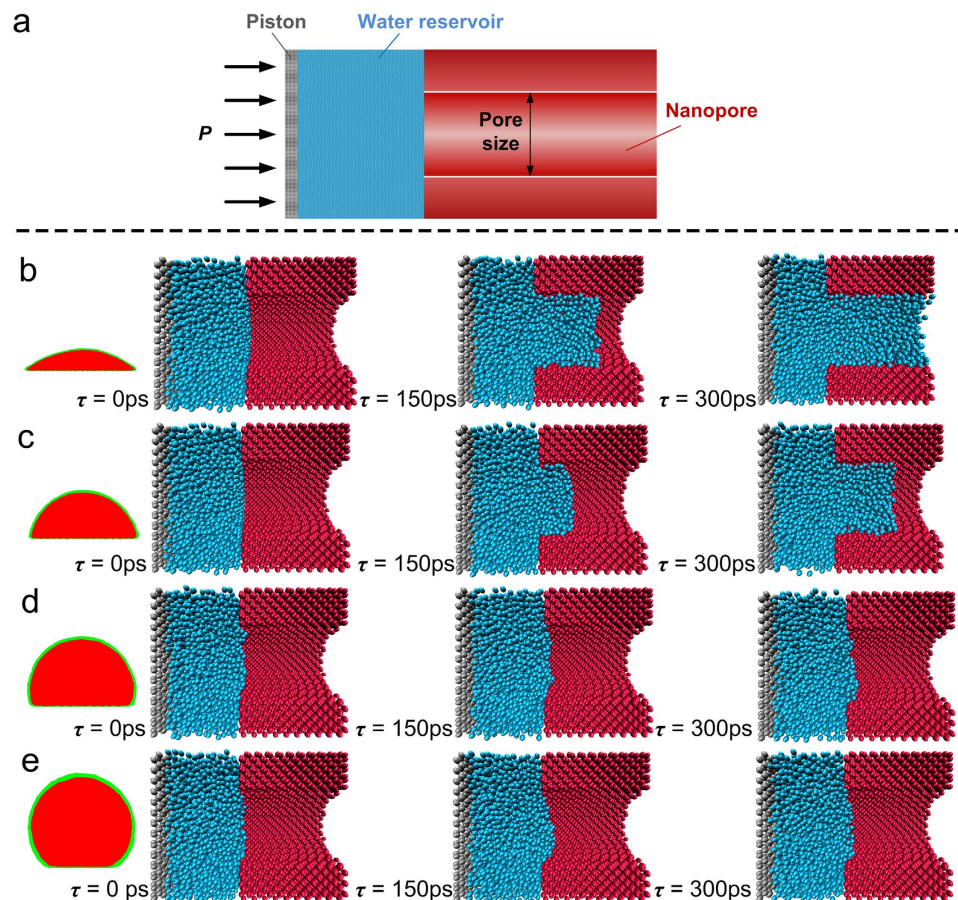 a
Piston
Water reservoir
P
Pore
size
Nanopore
b
τ = 0ps
τ = 150ps
τ = 300ps
c
τ = 0ps
τ = 150ps
τ = 300ps
d
τ = 0ps
τ = 150ps
τ = 300ps
e
τ = 0 ps
τ = 150ps
τ = 300ps